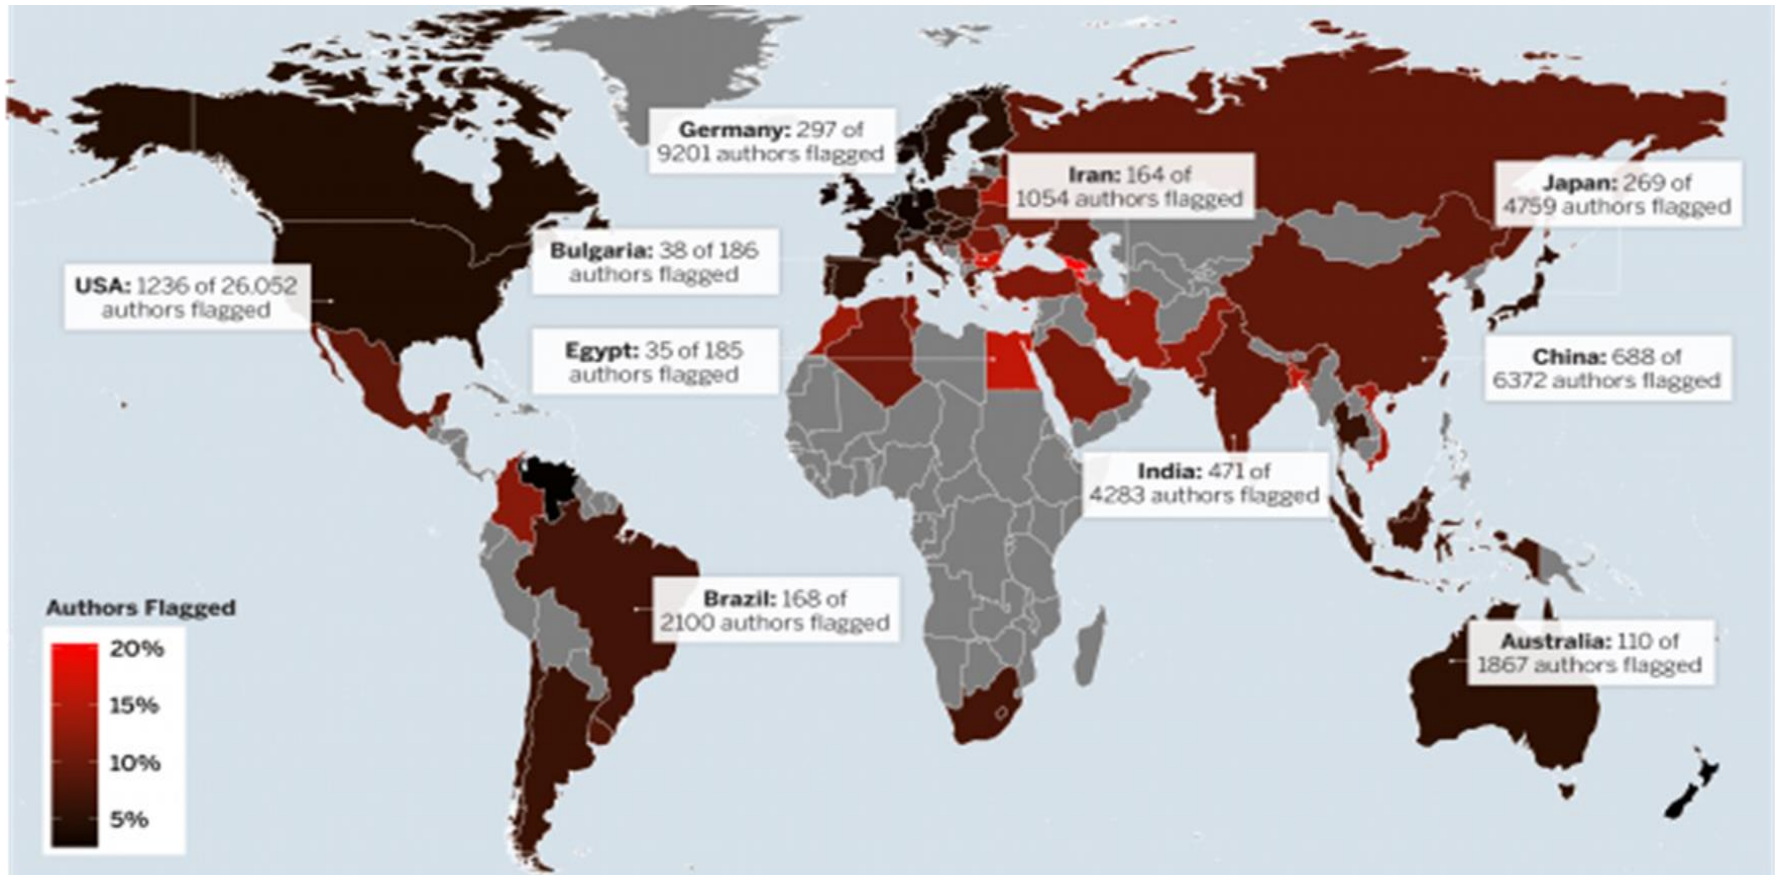 Germany: 297 of
9201 authors flagged
Iran: 164 of
1054 authors flagged
Japan: 269 of
4759 authors flagged
Bulgaria: 38 of 186
authors flagged
USA: 1236 of 26,052
authors flagged
Egypt: 35 of 185
authors flagged
China: 688 of
6372 authors flagged
India: 471 of
4283 authors flagged
Brazil: 168 of
2100 authors flagged
Australia: 110 of
1867 authors flagged
Authors Flagged
20%
15%
10%
5%